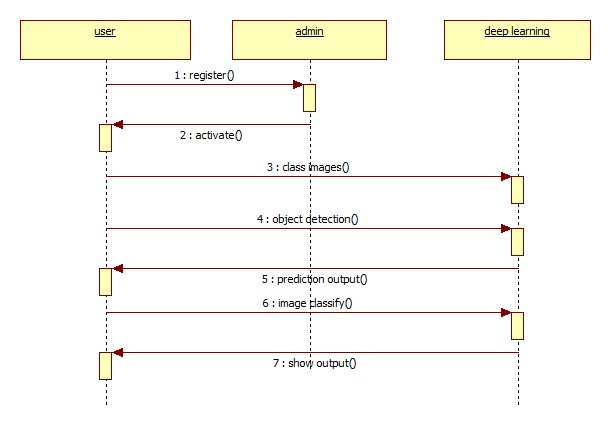 user
admin
deep learning
1 : register()
2 : activate()
3 : class images()
4 : object detection()
5 : prediction output()
6 : image classify()
7 : show output()